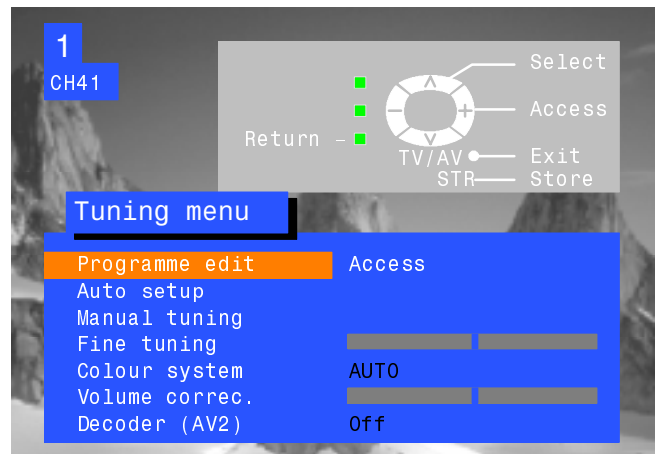 1
CH41
Select
Access
Return –
TV/AV Exit
STR Store
Tuning menu
Programme edit Access
Auto setup
Manual tuning
Fine tuning
Colour system AUTO
Volume correc.
Decoder (AV2) Off